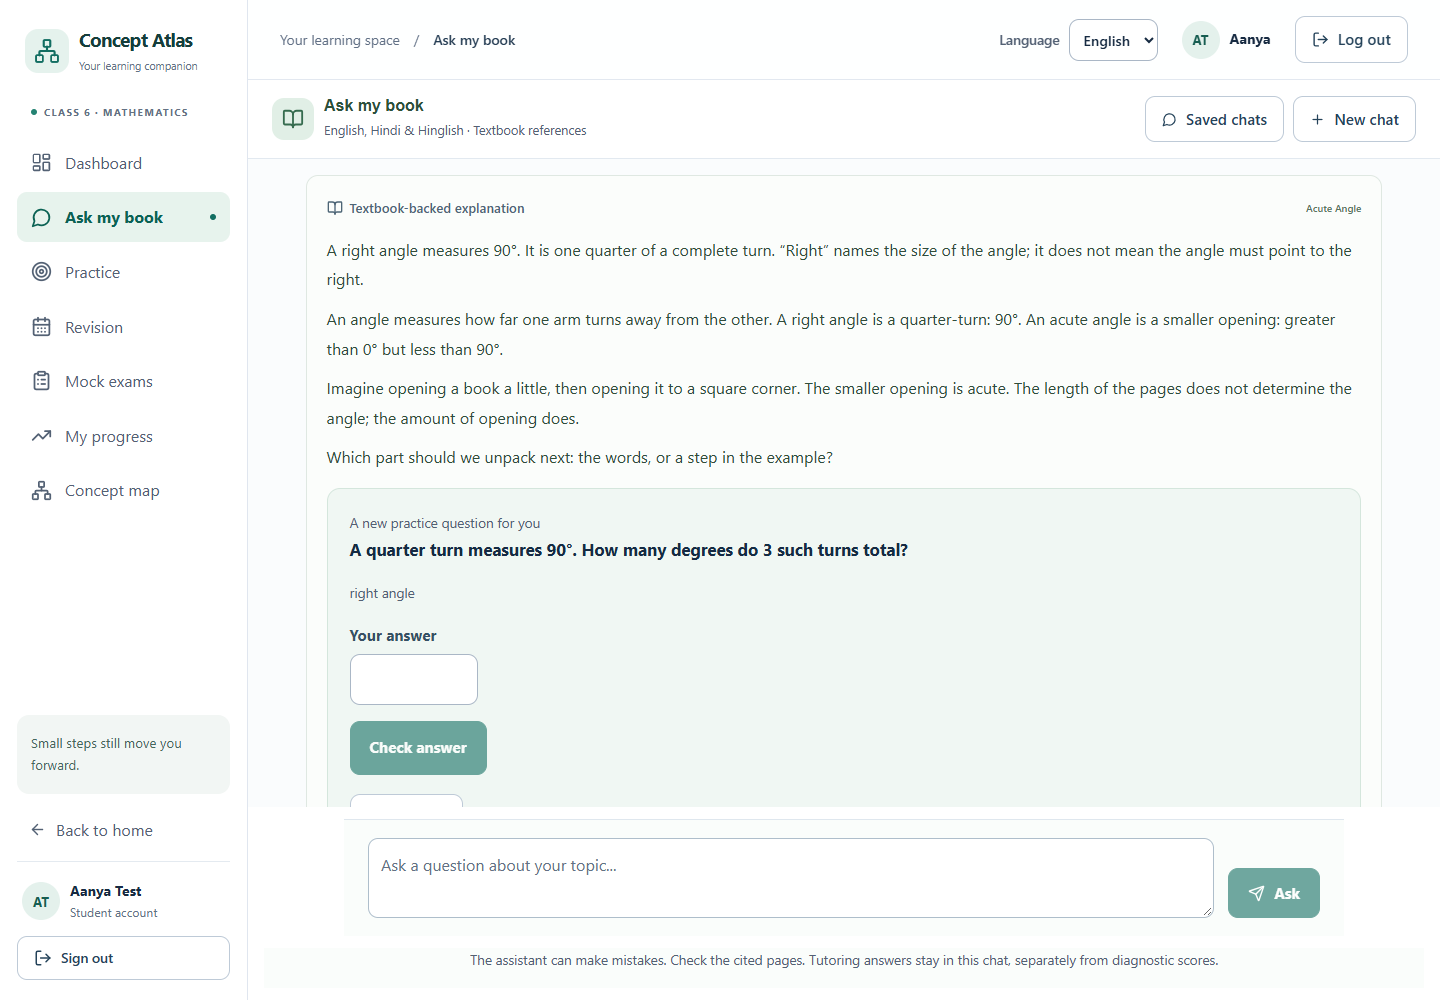 Concept Atlas
Your learning companion
CLASS 6 · MATHEMATICS
Dashboard
Ask my book
Practice
Revision
Mock exams
My progress
Concept map
Small steps still move you
forward.
Back to home
AT
Aanya Test
Student account
Sign out
Your learning space / Ask my book
Language
English
AT
Aanya
Log out
Ask my book
English, Hindi & Hinglish · Textbook references
Saved chats
New chat
Textbook-backed explanation
Acute Angle
A right angle measures 90°. It is one quarter of a complete turn. “Right” names the size of the angle; it does not mean the angle must point to the
right.
An angle measures how far one arm turns away from the other. A right angle is a quarter-turn: 90°. An acute angle is a smaller opening: greater
than 0° but less than 90°.
Imagine opening a book a little, then opening it to a square corner. The smaller opening is acute. The length of the pages does not determine the
angle; the amount of opening does.
Which part should we unpack next: the words, or a step in the example?
A new practice question for you
A quarter turn measures 90°. How many degrees do 3 such turns total?
right angle
Your answer
Check answer
Ask a question about your topic...
Ask
The assistant can make mistakes. Check the cited pages. Tutoring answers stay in this chat, separately from diagnostic scores.